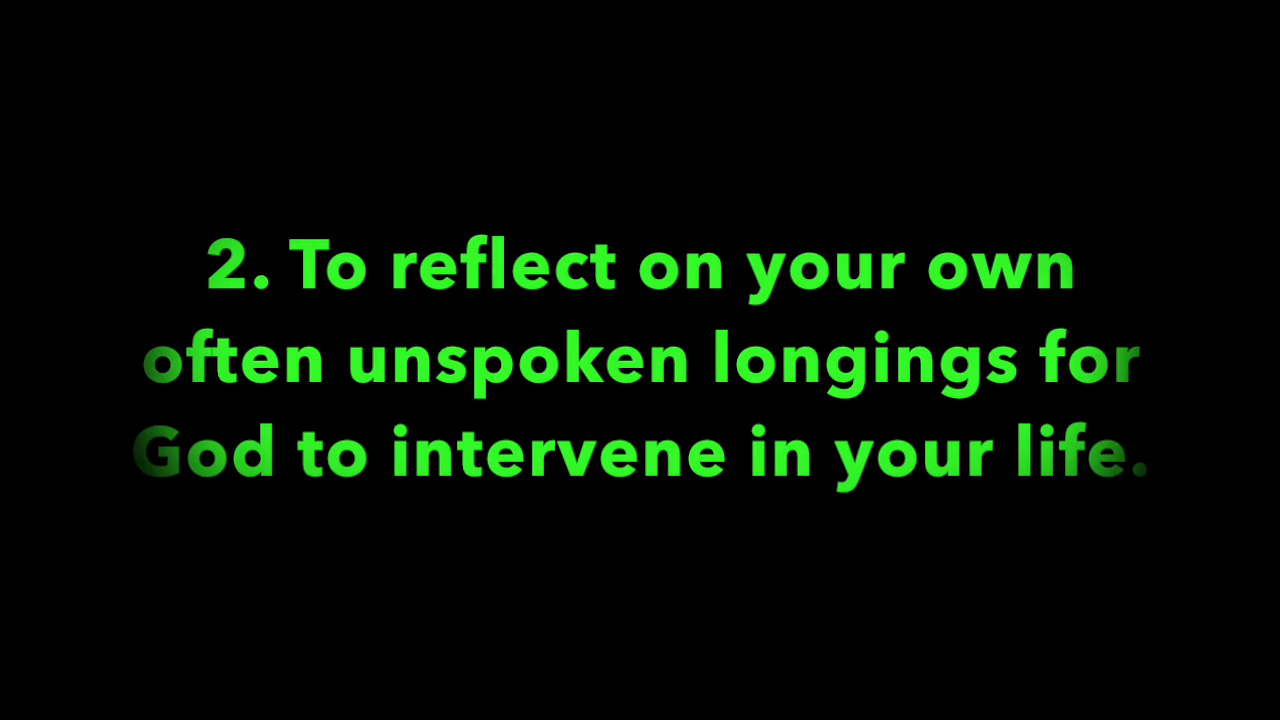 2. To reflect on your own
often unspoken longings for
God to intervene in your life.